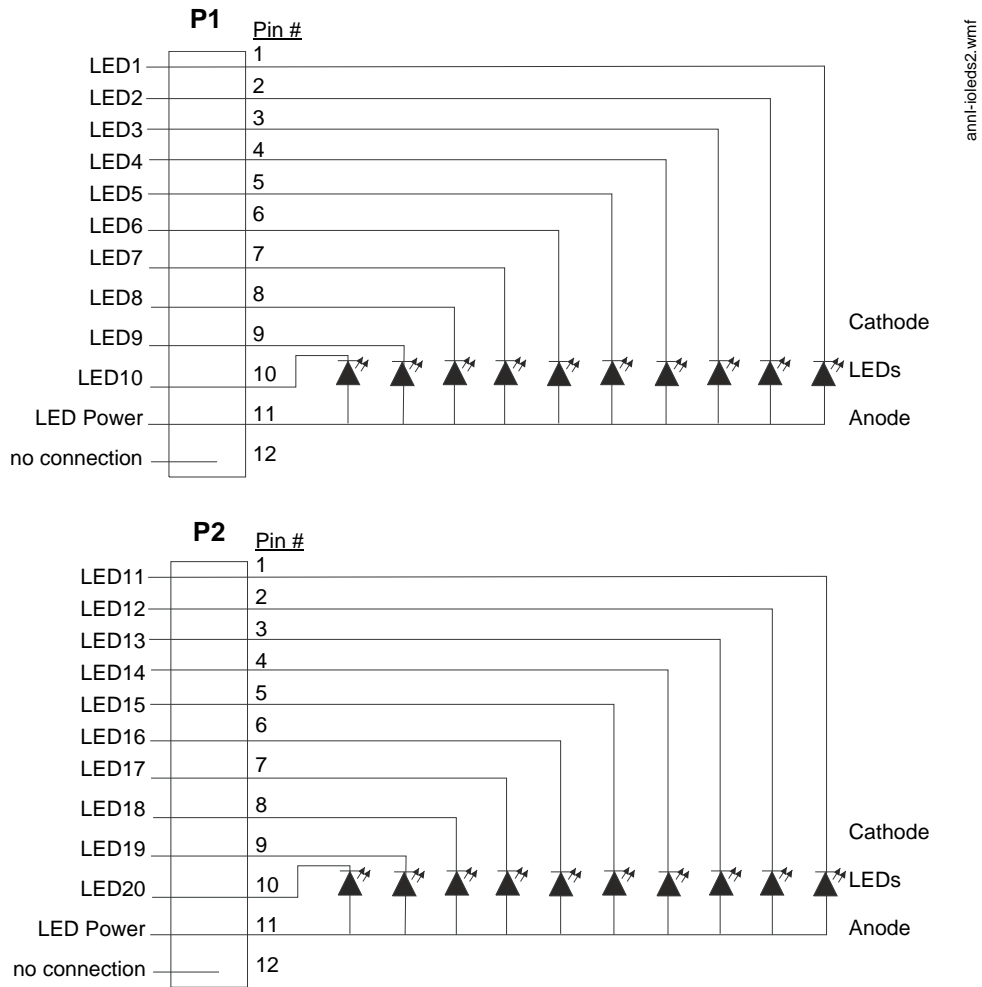 P1
Pin #
LED1 1
LED2 2
LED3 3
LED4 4
LED5 5
LED6 6
LED7 7
LED8 8
LED9 9
LED10 10
LED Power 11
no connection 12
Cathode
LEDs
Anode
annl-ioleds2.wmf
P2
Pin #
LED11 1
LED12 2
LED13 3
LED14 4
LED15 5
LED16 6
LED17 7
LED18 8
LED19 9
LED20 10
LED Power 11
no connection 12
Cathode
LEDs
Anode